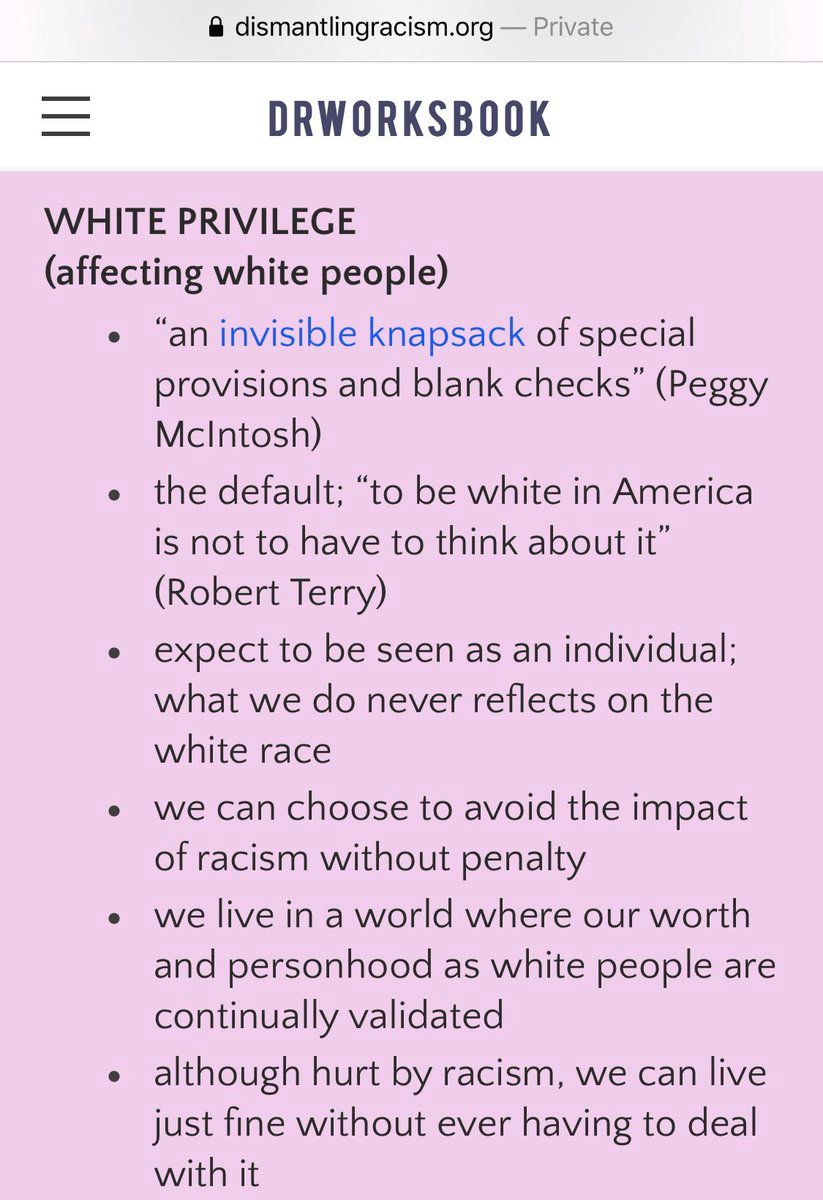 dismantlingracism.org — Private
DRWORKSBOOK
WHITE PRIVILEGE
(affecting white people)
• “an invisible knapsack of special
provisions and blank checks” (Peggy
McIntosh)
• the default; “to be white in America
is not to have to think about it”
(Robert Terry)
• expect to be seen as an individual;
what we do never reflects on the
white race
• we can choose to avoid the impact
of racism without penalty
• we live in a world where our worth
and personhood as white people are
continually validated
• although hurt by racism, we can live
just fine without ever having to deal
with it